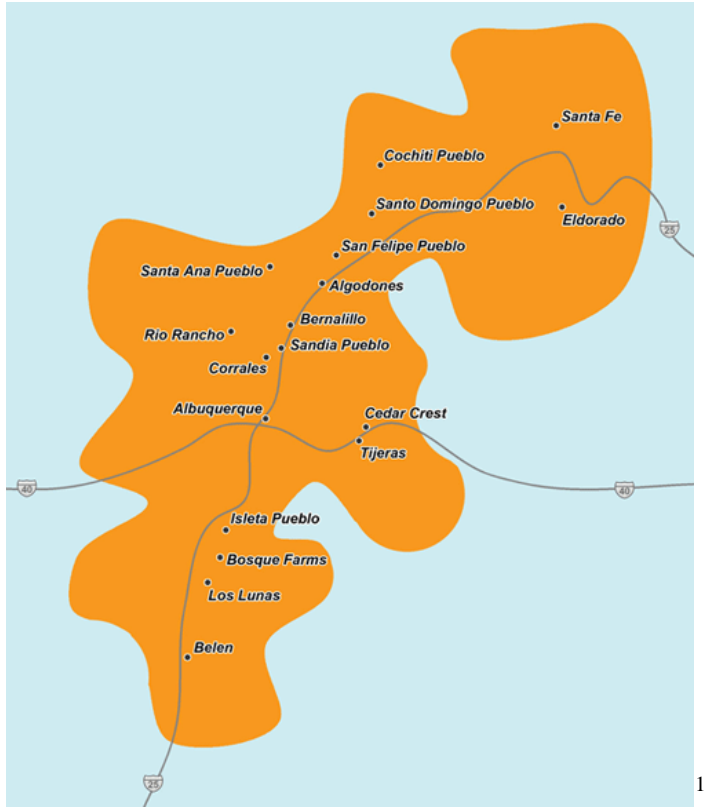 Santa Fe
Cochiti Pueblo
Santo Domingo Pueblo
Eldorado
25
San Felipe Pueblo
Santa Ana Pueblo
Algodones
Bernalillo
Rio Rancho
Sandia Pueblo
Corrales
Albuquerque
Cedar Crest
Tijeras
40
40
Isleta Pueblo
Bosque Farms
Los Lunas
Belen
25
1